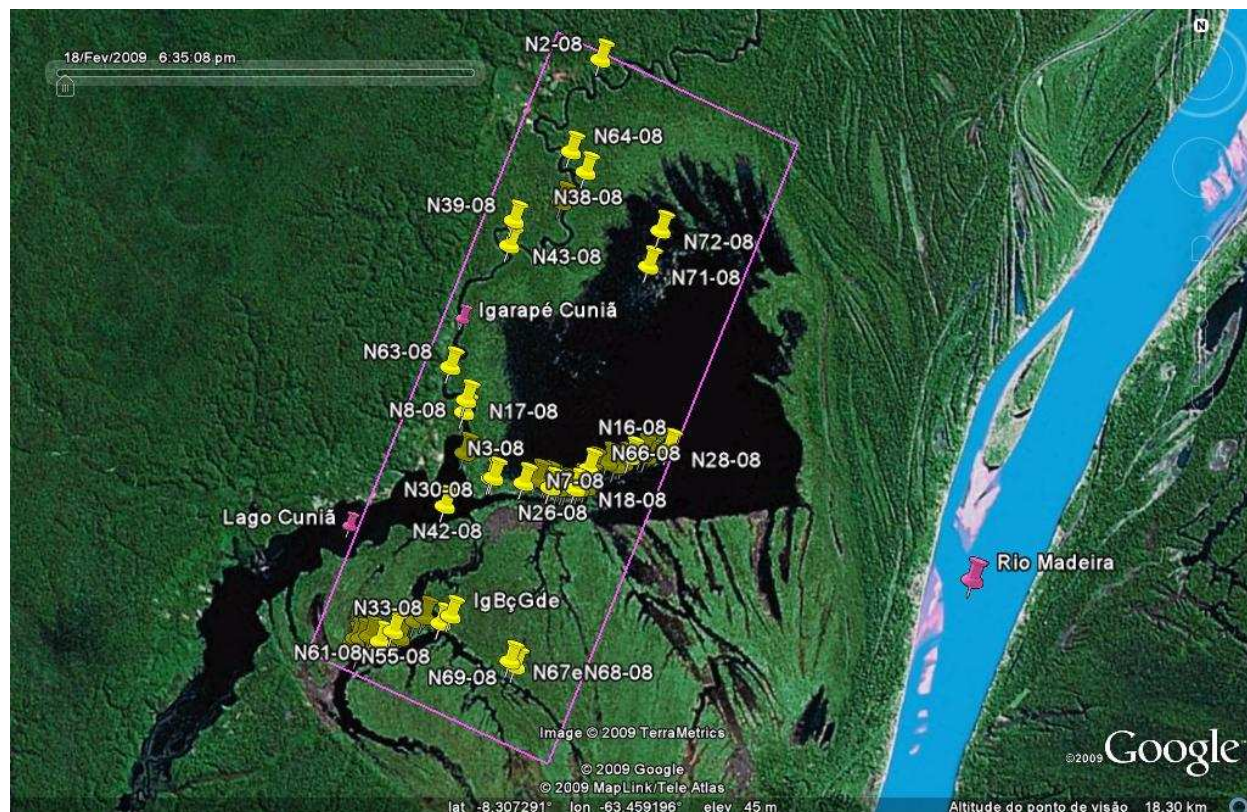 N
N2-08
18/Fev/2009 6:35:08 pm
N64-08
N38-08
N39-08
N72-08
N43-08
N71-08
Igarapé Cuniã
N63-08
N8-08
N17-08
N16-08
N3-08
N66-08
N28-08
N7-08
N30-08
N18-08
N26-08
Lago Cuniã
N42-08
Rio Madeira
IgBçGde
N33-08
N61-08
N55-08
N69-08
N67eN68-08
Image © 2009 TerraMetrics
©2009 Google
© 2009 Google
© 2009 MapLink/Tele Atlas
lat -8.307291° lon -63.459196° elev 45 m
Altitude do ponto de visão 18.30 km